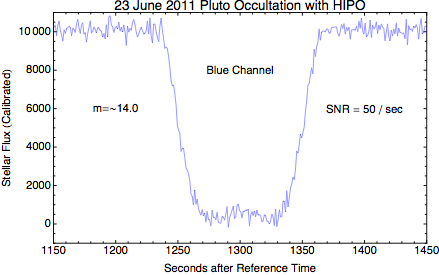 23 June 2011 Pluto Occultation with HIPO
10000
8000
6000
4000
2000
0
Blue Channel
m=~14.0
SNR = 50 / sec
Stellar Flux (Calibrated)
1150 1200 1250 1300 1350 1400 1450
Seconds after Reference Time